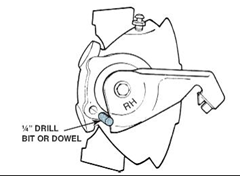 RH
¼" DRILL
BIT OR DOWEL